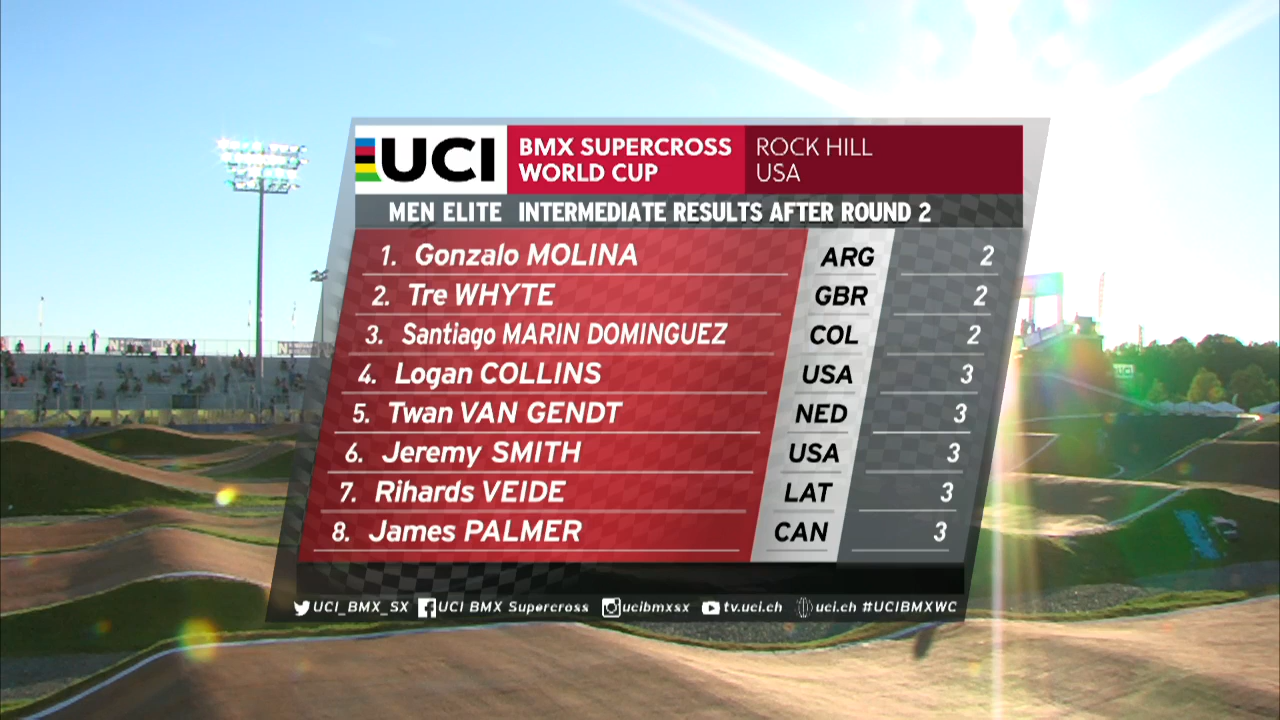 UCI
BMX SUPERCROSS
WORLD CUP
ROCK HILL
USA
MEN ELITE INTERMEDIATE RESULTS AFTER ROUND 2
1. Gonzalo MOLINA ARG 2
2. Tre WHYTE GBR 2
3. Santiago MARIN DOMINGUEZ COL 2
4. Logan COLLINS USA 3
5. Twan VAN GENDT NED 3
6. Jeremy SMITH USA 3
7. Rihards VEIDE LAT 3
8. James PALMER CAN 3
UCI_BMX_SX UCI BMX Supercross ucibmxsx tv.uci.ch uci.ch #UCIBMXWC
UCI